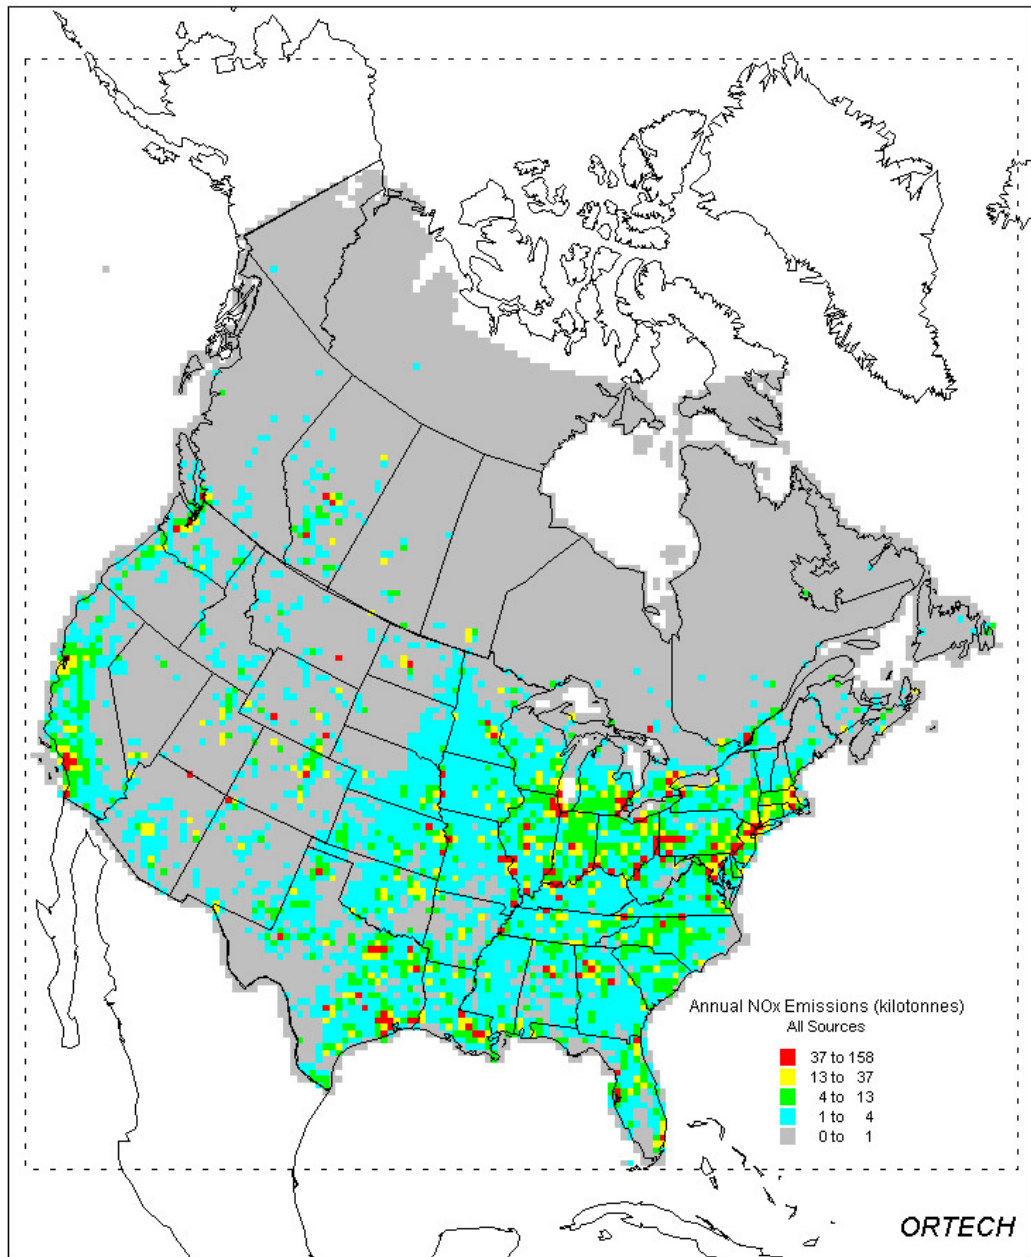 Annual NOx Emissions (kilotonnes)
All Sources
37 to 158
13 to 37
4 to 13
1 to 4
0 to 1
ORTECH